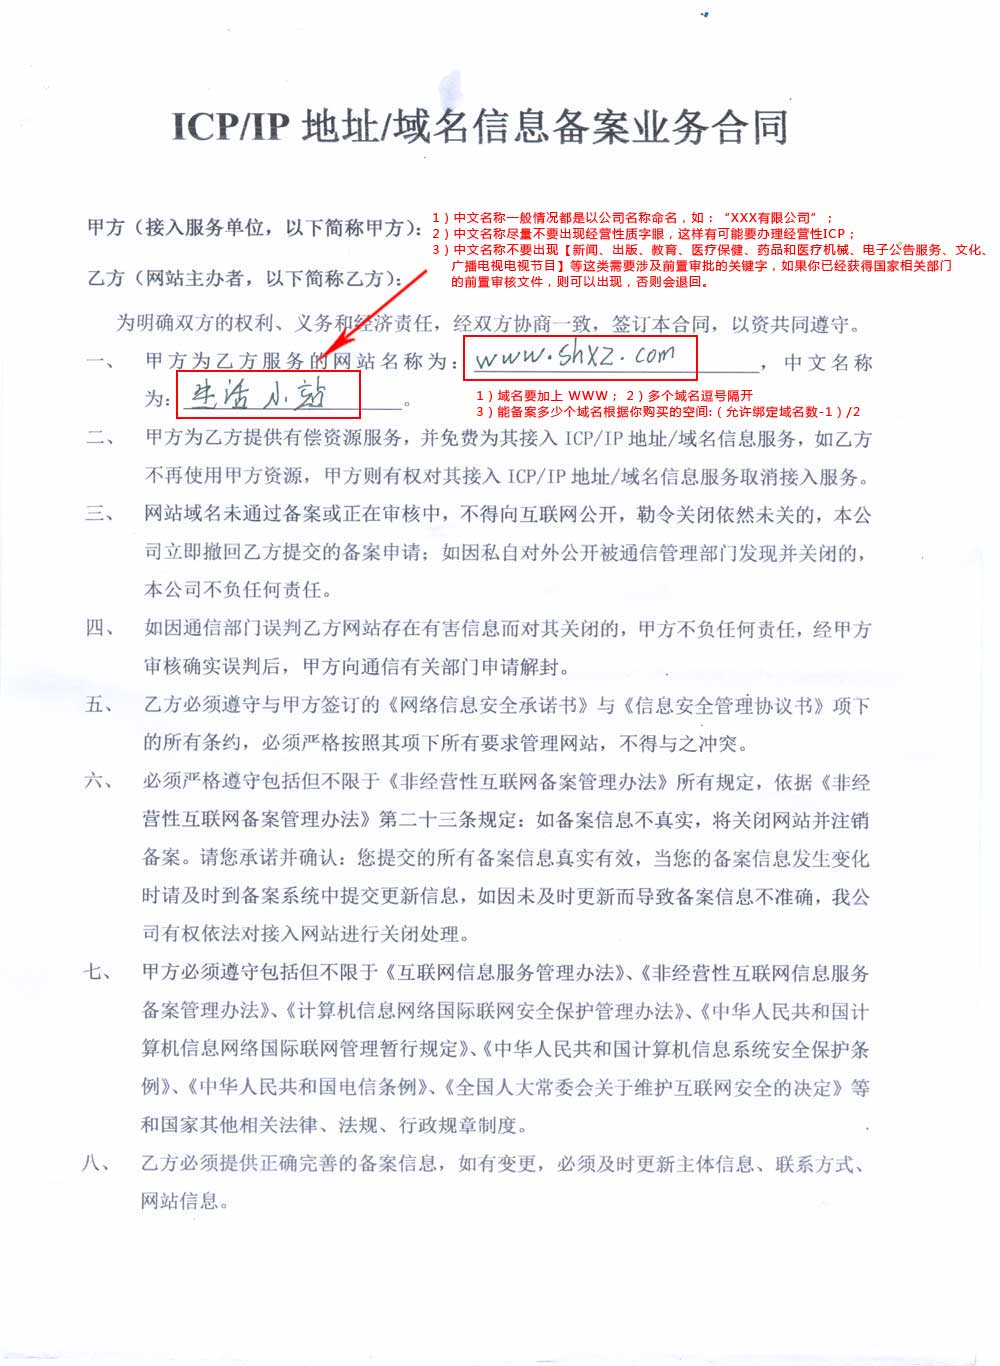 ICP/IP 地址/域名信息备案业务合同
甲方（接入服务单位，以下简称甲方）：
1）中文名称一般情况都是以公司名称命名，如：“XXX有限公司”；
2）中文名称尽量不要出现经营性质字眼，这样有可能要办理经营性ICP；
3）中文名称不要出现【新闻、出版、教育、医疗保健、药品和医疗机械、电子公告服务、文化、
广播电视电视节目】等这类需要涉及前置审批的关键字，如果你已经获得国家相关部门
的前置审核文件，则可以出现，否则会退回。
乙方（网站主办者，以下简称乙方）：
为明确双方的权利、义务和经济责任，经双方协商一致，签订本合同，以资共同遵守。
一、 甲方为乙方服务的网站名称为：www.shxz.com，中文名称
为：生活小站。
1）域名要加上 WWW； 2）多个域名逗号隔开
3）能备案多少个域名根据你购买的空间:（允许绑定域名数-1）/2
二、 甲方为乙方提供有偿资源服务，并免费为其接入 ICP/IP 地址/域名信息服务，如乙方
不再使用甲方资源，甲方则有权对其接入 ICP/IP 地址/域名信息服务取消接入服务。
三、 网站域名未通过备案或正在审核中，不得向互联网公开，勒令关闭依然未关的，本公
司立即撤回乙方提交的备案申请；如因私自对外公开被通信管理部门发现并关闭的，
本公司不负任何责任。
四、 如因通信部门误判乙方网站存在有害信息而对其关闭的，甲方不负任何责任，经甲方
审核确实误判后，甲方向通信有关部门申请解封。
五、 乙方必须遵守与甲方签订的《网络信息安全承诺书》与《信息安全管理协议书》项下
的所有条约，必须严格按照其项下所有要求管理网站，不得与之冲突。
六、 必须严格遵守包括但不限于《非经营性互联网备案管理办法》所有规定，依据《非经
营性互联网备案管理办法》第二十三条规定：如备案信息不真实，将关闭网站并注销
备案。请您承诺并确认：您提交的所有备案信息真实有效，当您的备案信息发生变化
时请及时到备案系统中提交更新信息，如因未及时更新而导致备案信息不准确，我公
司有权依法对接入网站进行关闭处理。
七、 甲方必须遵守包括但不限于《互联网信息服务管理办法》、《非经营性互联网信息服务
备案管理办法》、《计算机信息网络国际联网安全保护管理办法》、《中华人民共和国计
算机信息网络国际联网管理暂行规定》、《中华人民共和国计算机信息系统安全保护条
例》、《中华人民共和国电信条例》、《全国人大常委会关于维护互联网安全的决定》等
和国家其他相关法律、法规、行政规章制度。
八、 乙方必须提供正确完善的备案信息，如有变更，必须及时更新主体信息、联系方式、
网站信息。